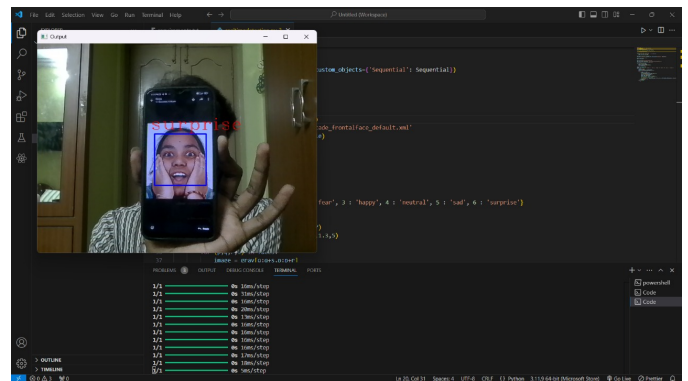 File Edit Selection View Go Run Terminal Help
Untitled (Workspace)
Output
surprise
custom_objects={'Sequential': Sequential})
ade_frontalface_default.xml'
fear', 3 : 'happy', 4 : 'neutral', 5 : 'sad', 6 : 'surprise'}
.3,5)
PROBLEMS 3 OUTPUT DEBUG CONSOLE TERMINAL PORTS
1/1 0s 16ms/step
1/1 0s 31ms/step
1/1 0s 16ms/step
1/1 0s 20ms/step
1/1 0s 13ms/step
1/1 0s 16ms/step
1/1 0s 16ms/step
1/1 0s 16ms/step
1/1 0s 16ms/step
1/1 0s 17ms/step
1/1 0s 18ms/step
1/1 0s 5ms/step
powershell
Code
Code
OUTLINE
TIMELINE
Ln 25, Col 31 Spaces: 4 UTF-8 CRLF Python 3.11.9 64-bit (Microsoft Store) Go Live Prettier